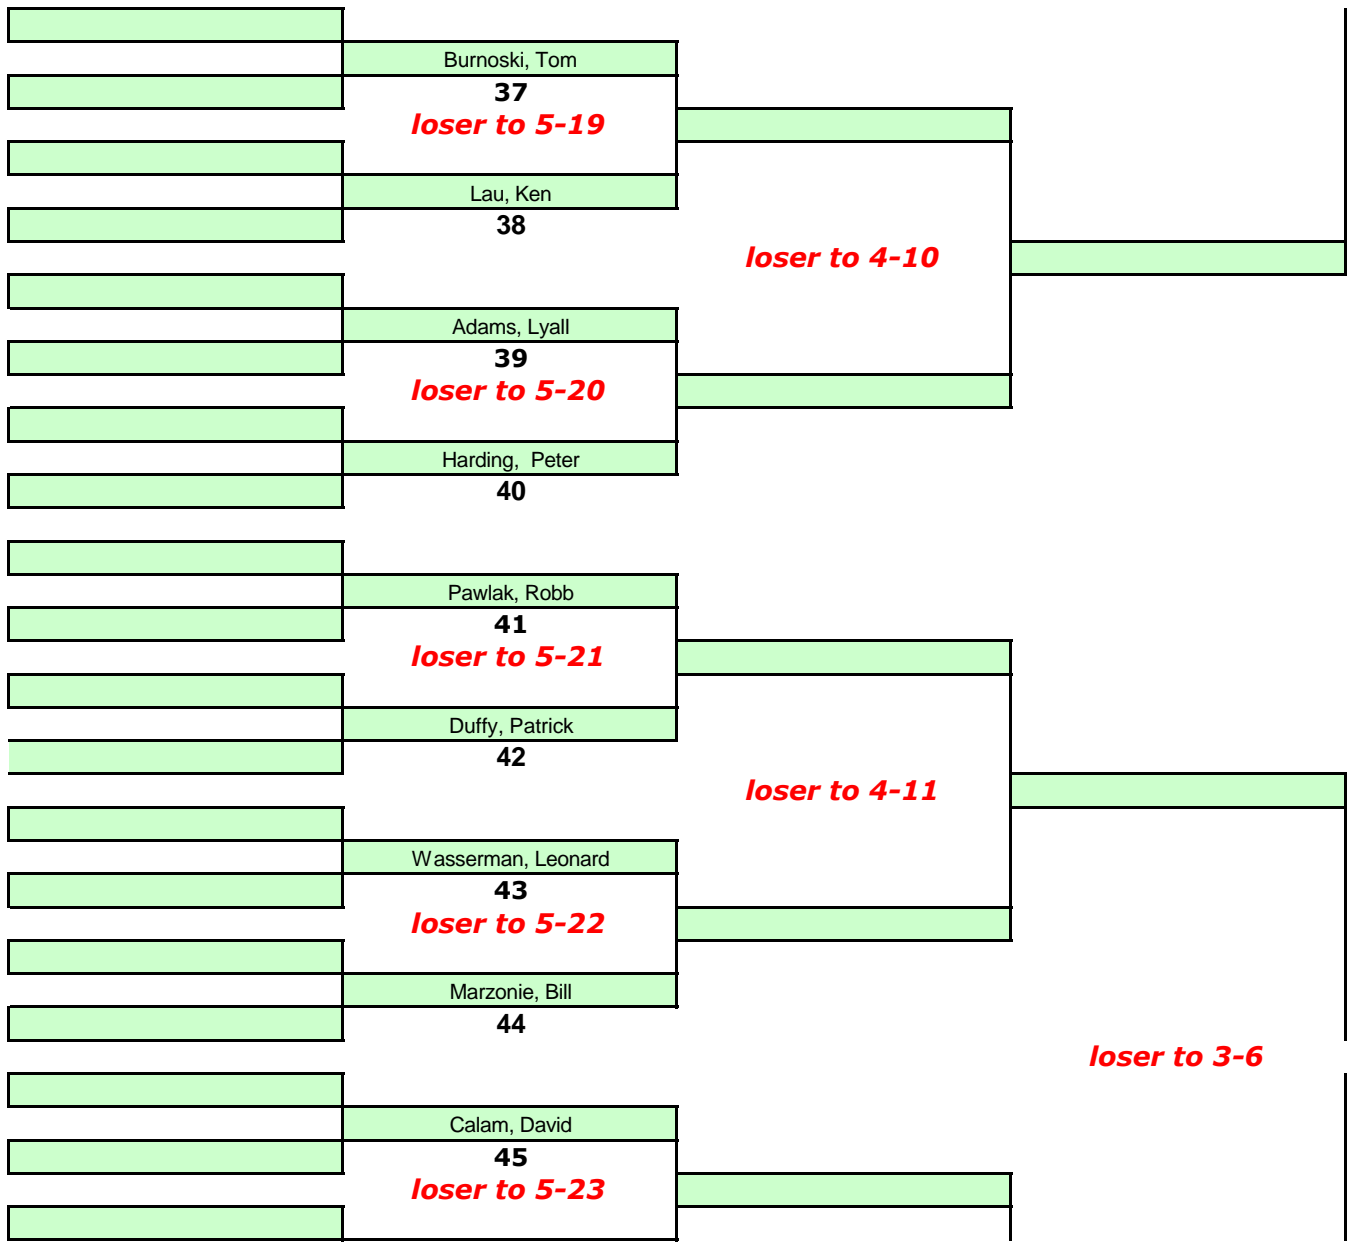 Burnoski, Tom
37
loser to 5-19
Lau, Ken
38
loser to 4-10
Adams, Lyall
39
loser to 5-20
Harding, Peter
40
Pawlak, Robb
41
loser to 5-21
Duffy, Patrick
42
loser to 4-11
Wasserman, Leonard
43
loser to 5-22
Marzonie, Bill
44
loser to 3-6
Calam, David
45
loser to 5-23